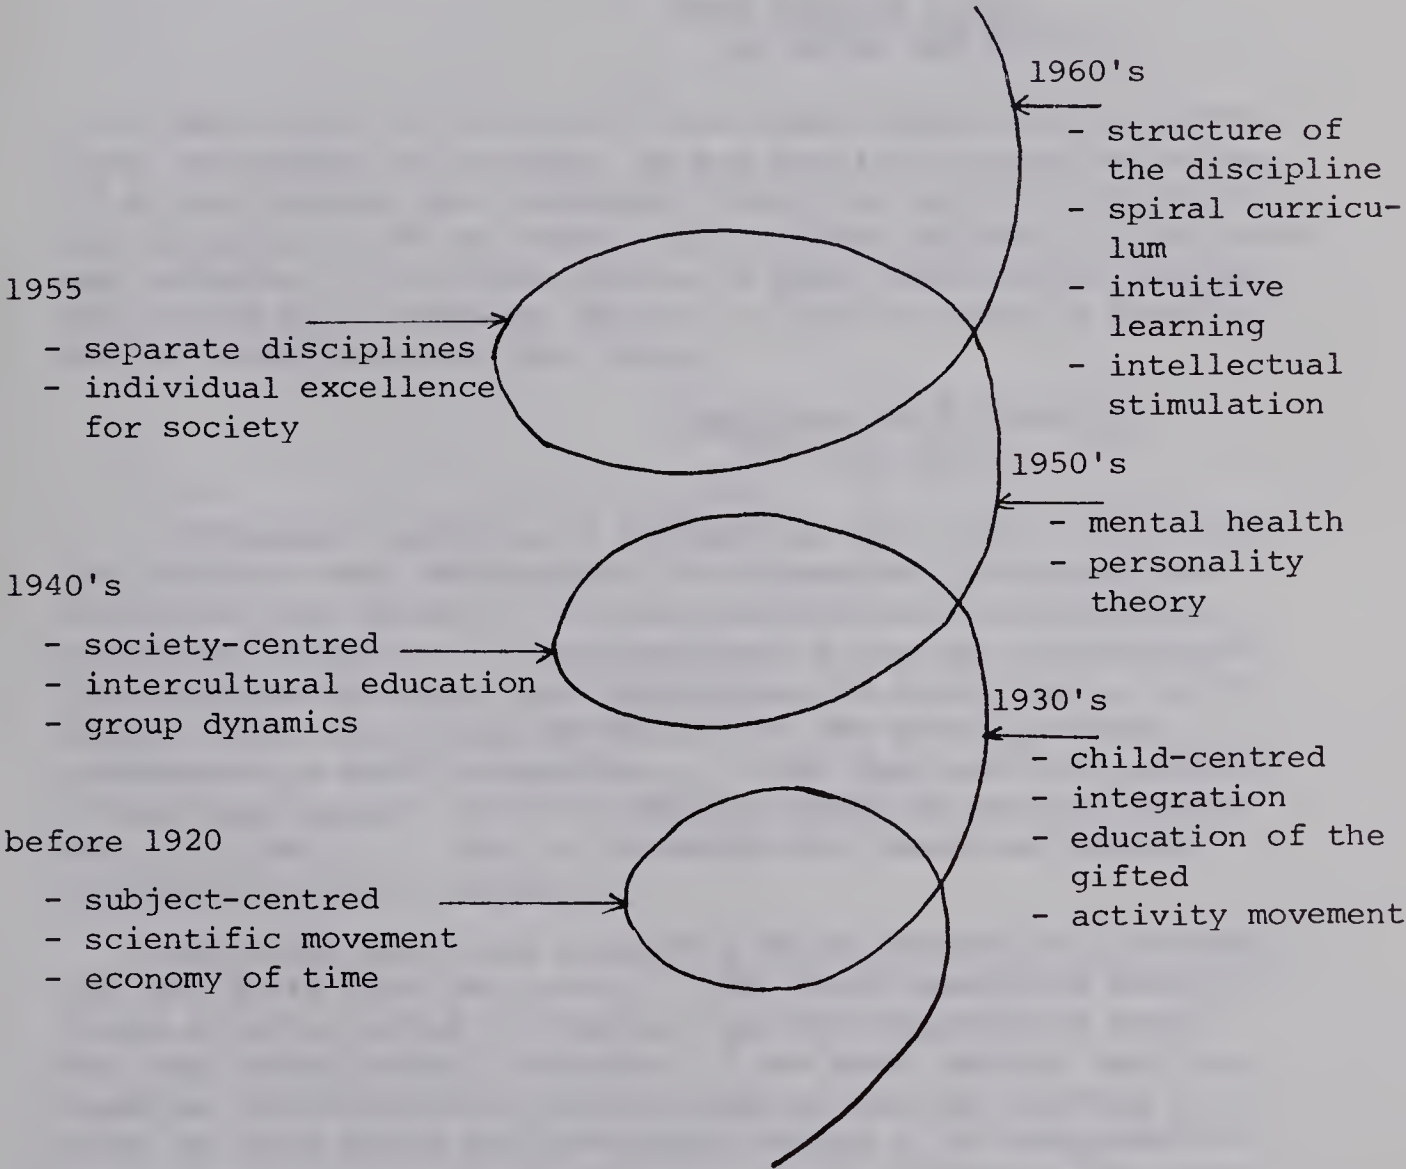 1960's
- structure of
the discipline
- spiral curricu-
lum
- intuitive
learning
- intellectual
stimulation
1955
- separate disciplines
- individual excellence
for society
1950's
- mental health
- personality
theory
1940's
- society-centred
- intercultural education
- group dynamics
1930's
- child-centred
- integration
- education of the
gifted
- activity movement
before 1920
- subject-centred
- scientific movement
- economy of time